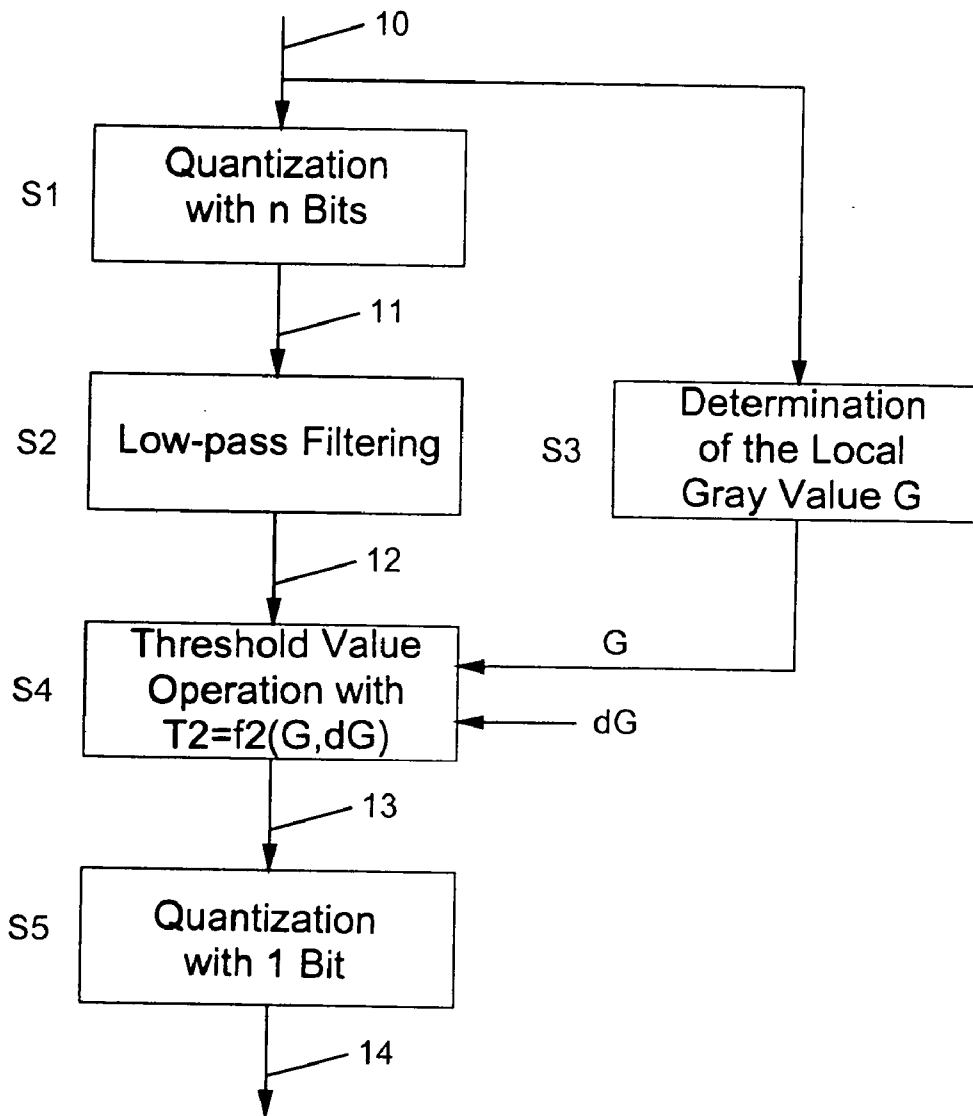 10
S1
Quantization
with n Bits
11
S2
Low-pass Filtering
S3
Determination
of the Local
Gray Value G
12
G
S4
Threshold Value
Operation with
T2=f2(G,dG)
dG
13
S5
Quantization
with 1 Bit
14